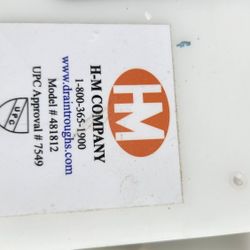 HM
H-M COMPANY
1-800-365-1900
www.draintroughs.com
Model # 481812
UPC Approval # 7549
UPC